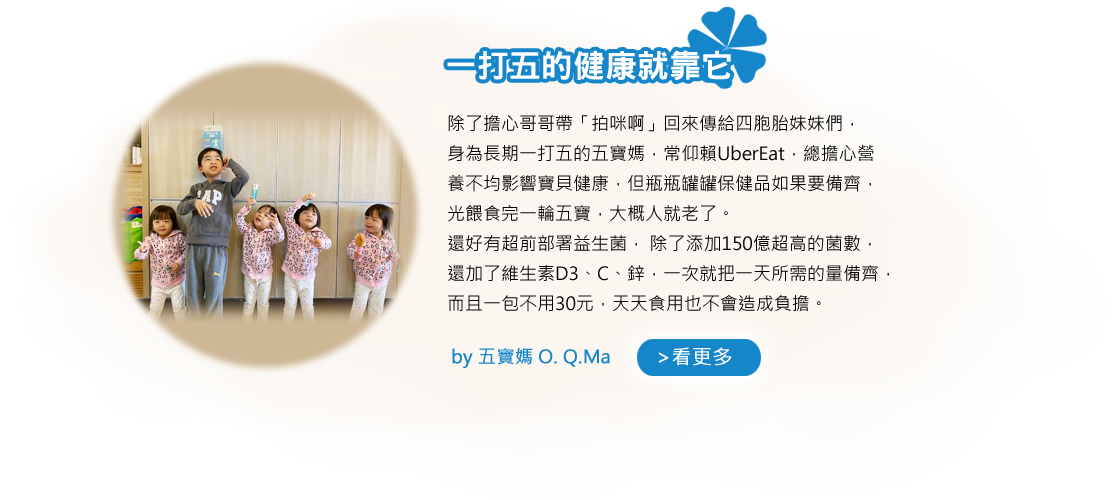 一打五的健康就靠它
除了擔心哥哥帶「拍咪啊」回來傳給四胞胎妹妹們，
身為長期一打五的五寶媽，常仰賴UberEat，總擔心營
養不均影響寶貝健康，但瓶瓶罐罐保健品如果要備齊，
光餵食完一輪五寶，大概人就老了。
還好有超前部署益生菌， 除了添加150億超高的菌數，
還加了維生素D3、C、鋅，一次就把一天所需的量備齊，
而且一包不用30元，天天食用也不會造成負擔。
by 五寶媽 O. Q.Ma
>看更多